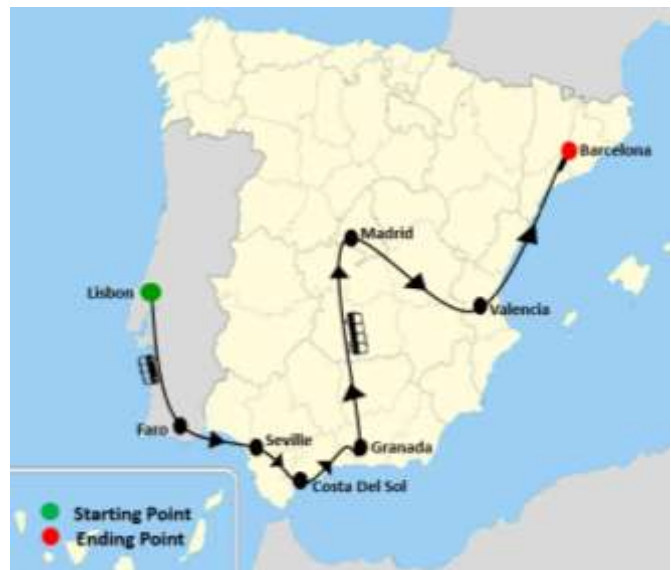 Barcelona
Madrid
Lisbon
Valencia
Faro
Seville
Granada
Costa Del Sol
Starting Point
Ending Point